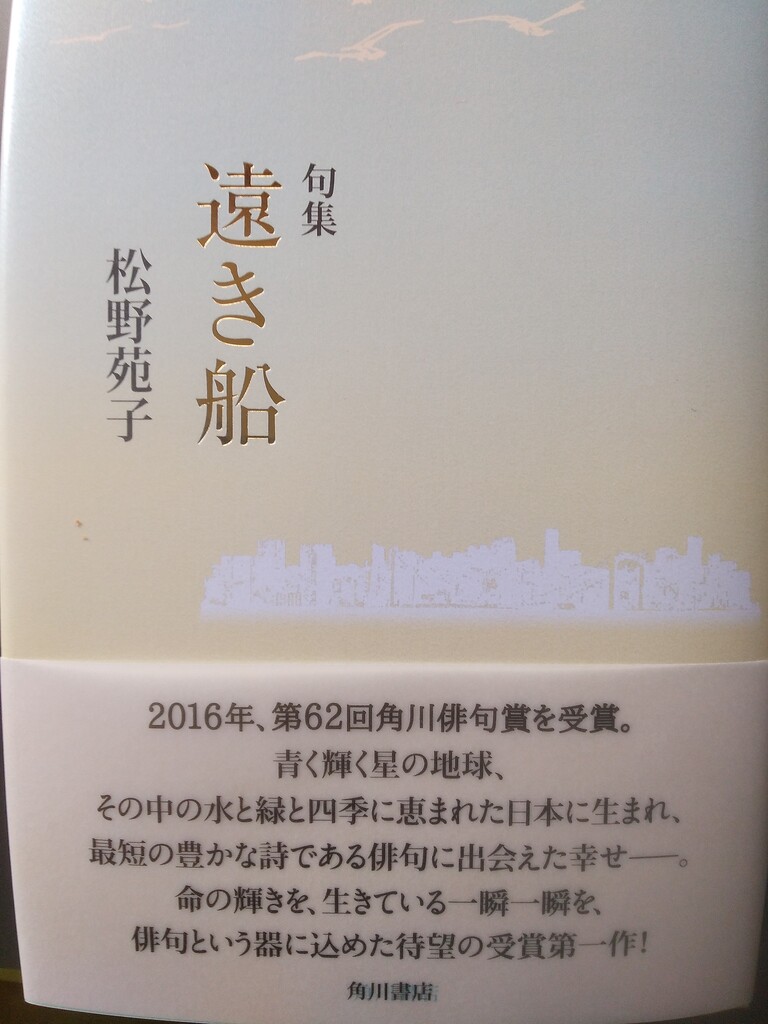 句集
遠き船
松野苑子
2016年、第62回角川俳句賞を受賞。
青く輝く星の地球、
その中の水と緑と四季に恵まれた日本に生まれ、
最短の豊かな詩である俳句に出会えた幸せ──。
命の輝きを、生きている一瞬一瞬を、
俳句という器に込めた待望の受賞第一作!
角川書店